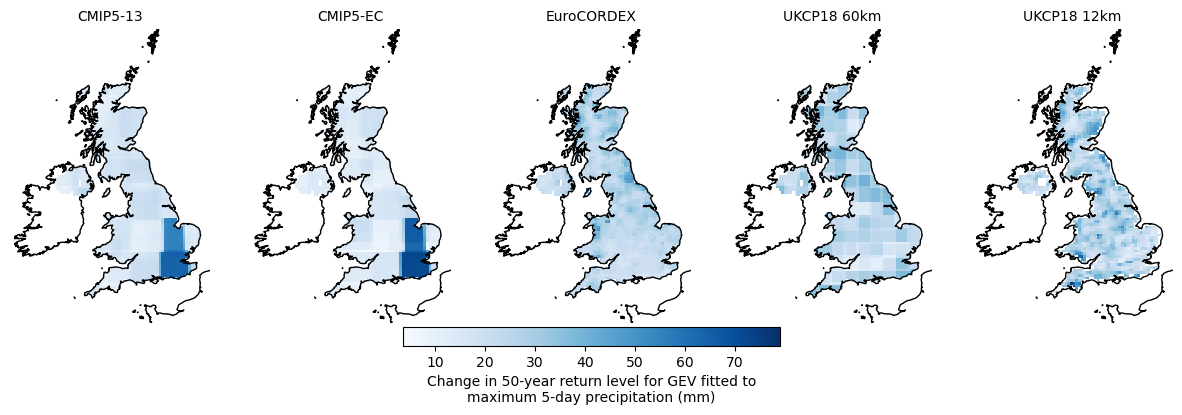 CMIP5-13 CMIP5-EC EuroCORDEX UKCP18 60km UKCP18 12km
10 20 30 40 50 60 70
Change in 50-year return level for GEV fitted to
maximum 5-day precipitation (mm)